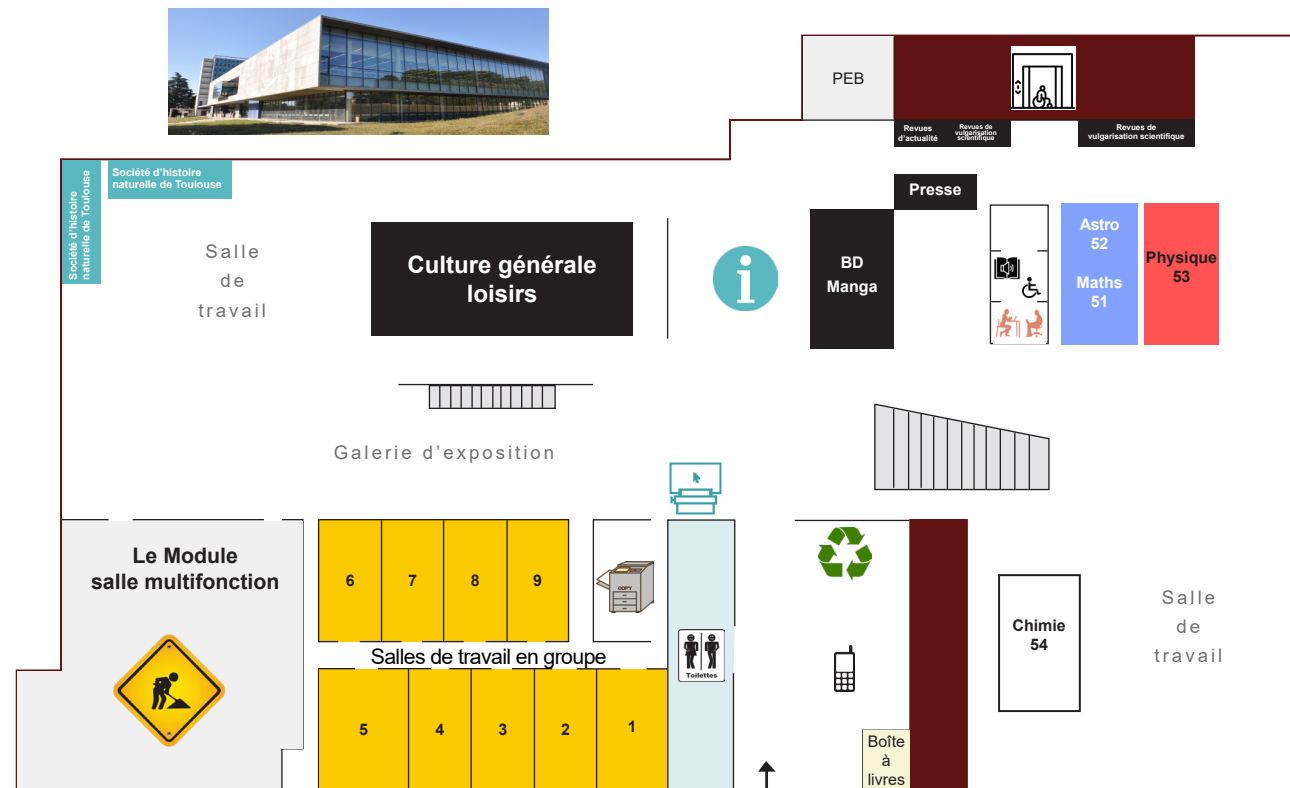 PEB
Revues
d'actualité
Revues de
vulgarisation
scientifique
Revues de
vulgarisation scientifique
Société d'histoire
naturelle de Toulouse
Société d'histoire
naturelle de Toulouse
Presse
Salle
de
travail
Culture générale
loisirs
i
BD
Manga
Astro
52
Maths
51
Physique
53
Galerie d'exposition
Le Module
salle multifonction
6
7
8
9
COPY
Salles de travail en groupe
5
4
3
2
1
Toilettes
Chimie
54
Salle
de
travail
Boîte
à
livres